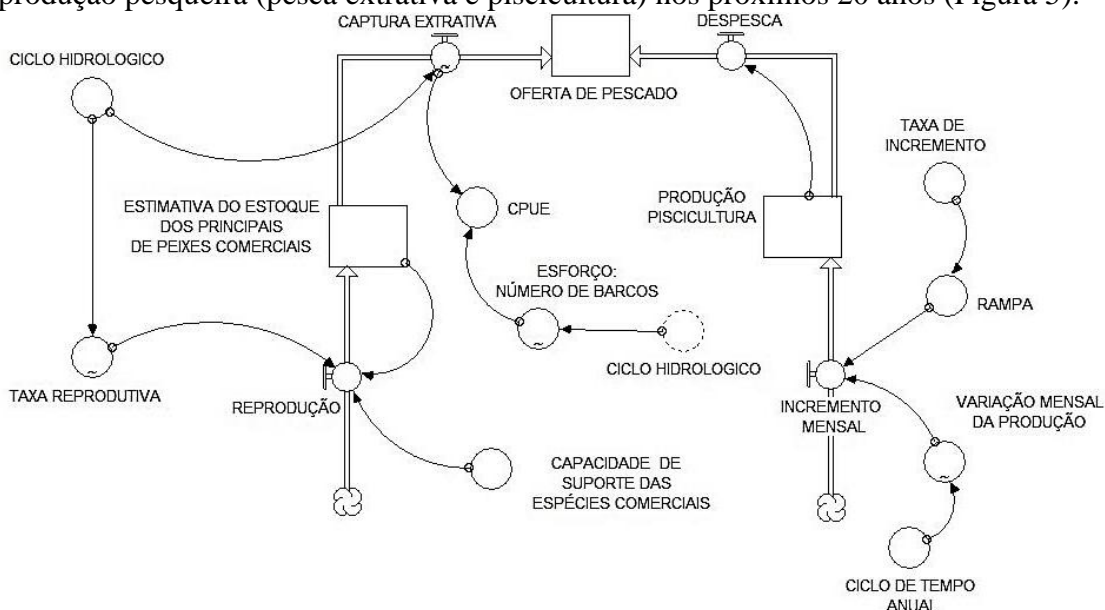 produção pesqueira (pesca extrativa e piscicultura) nos próximos 20 anos (Figura 3).
CAPTURA EXTRATIVA
DESPESCA
CICLO HIDROLOGICO
OFERTA DE PESCADO
TAXA DE
INCREMENTO
ESTIMATIVA DO ESTOQUE
DOS PRINCIPAIS
DE PEIXES COMERCIAIS
CPUE
PRODUÇÃO
PISCICULTURA
ESFORÇO:
NÚMERO DE BARCOS
RAMPA
CICLO HIDROLOGICO
TAXA REPRODUTIVA
REPRODUÇÃO
INCREMENTO
MENSAL
VARIAÇÃO MENSAL
DA PRODUÇÃO
CAPACIDADE DE
SUPORTE DAS
ESPÉCIES COMERCIAIS
CICLO DE TEMPO
ANUAL